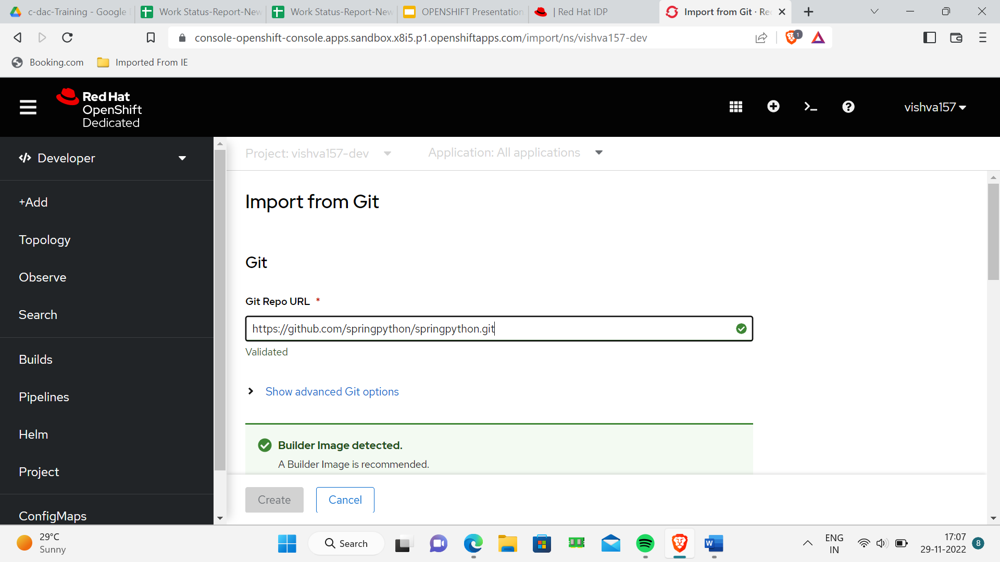 c-dac-Training - Google
Work Status-Report-New
Work Status-Report-New
OPENSHIFT Presentation
| Red Hat IDP
Import from Git · Re
console-openshift-console.apps.sandbox.x8i5.p1.openshiftapps.com/import/ns/vishva157-dev
1
Booking.com
Imported From IE
Red Hat
OpenShift
Dedicated
vishva157
Developer
Project: vishva157-dev
Application: All applications
+Add
Topology
Observe
Search
Builds
Pipelines
Helm
Project
ConfigMaps
Import from Git
Git
Git Repo URL *
https://github.com/springpython/springpython.git
Validated
Show advanced Git options
Builder Image detected.
A Builder Image is recommended.
Create
Cancel
29°C
Sunny
Search
ENG
IN
17:07
29-11-2022
8